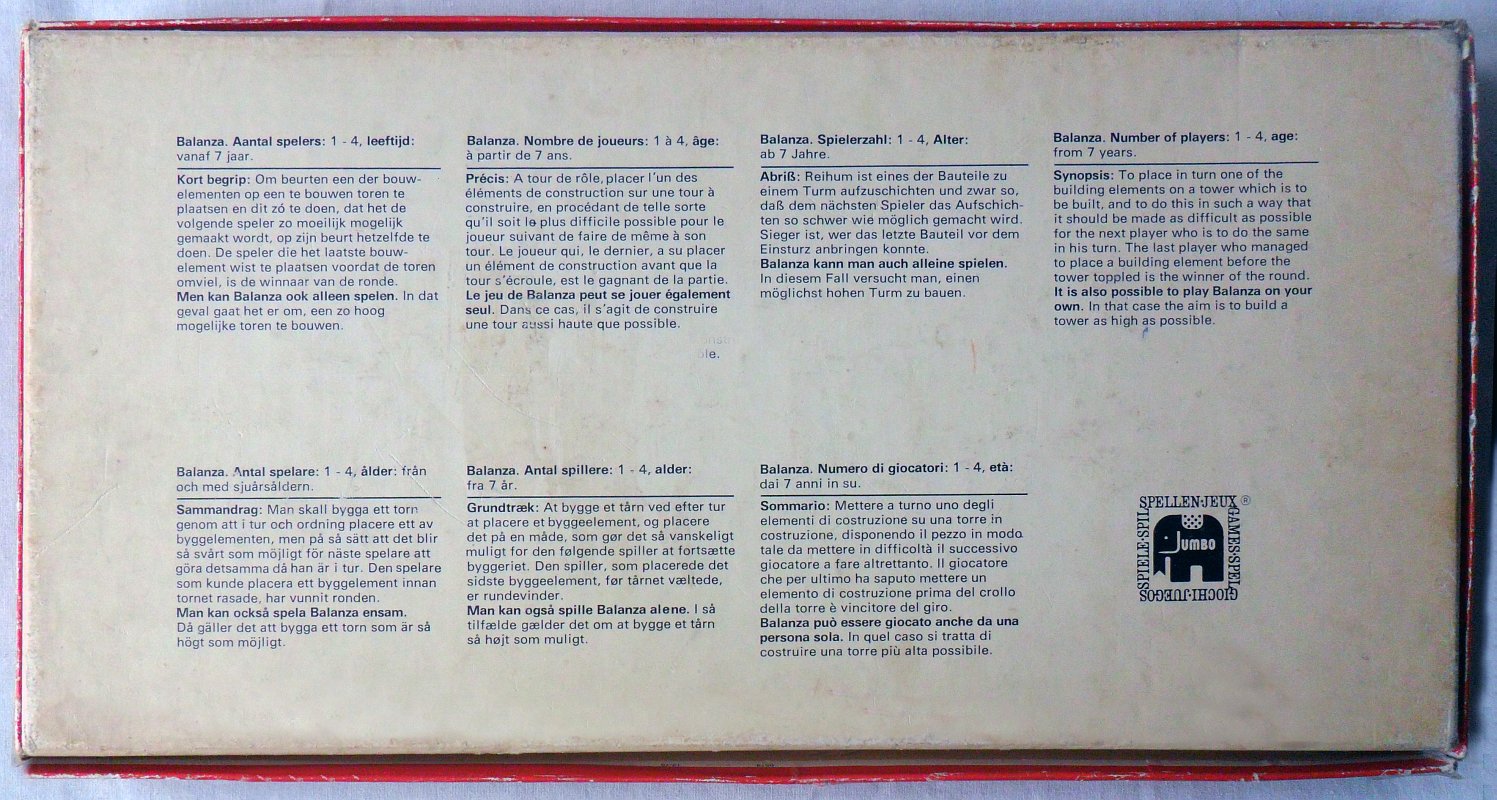 Balanza. Aantal spelers: 1 - 4, leeftijd:
vanaf 7 jaar.
Kort begrip: Om beurten een der bouw-
elementen op een te bouwen toren te
plaatsen en dit zó te doen, dat het de
volgende speler zo moeilijk mogelijk
gemaakt wordt, op zijn beurt hetzelfde te
doen. De speler die het laatste bouw-
element wist te plaatsen voordat de toren
omviel, is de winnaar van de ronde.
Men kan Balanza ook alleen spelen. In dat
geval gaat het er om, een zo hoog
mogelijke toren te bouwen.
Balanza. Nombre de joueurs: 1 à 4, âge:
à partir de 7 ans.
Précis: A tour de rôle, placer l'un des
éléments de construction sur une tour à
construire, en procédant de telle sorte
qu'il soit le plus difficile possible pour le
joueur suivant de faire de même à son
tour. Le joueur qui, le dernier, a su placer
un élément de construction avant que la
tour s'écroule, est le gagnant de la partie.
Le jeu de Balanza peut se jouer également
seul. Dans ce cas, il s'agit de construire
une tour aussi haute que possible.
ble.
Balanza. Spielerzahl: 1 - 4, Alter:
ab 7 Jahre.
Abriß: Reihum ist eines der Bauteile zu
einem Turm aufzuschichten und zwar so,
daß dem nächsten Spieler das Aufschich-
ten so schwer wie möglich gemacht wird.
Sieger ist, wer das letzte Bauteil vor dem
Einsturz anbringen konnte.
Balanza kann man auch alleine spielen.
In diesem Fall versucht man, einen
möglichst hohen Turm zu bauen.
Balanza. Number of players: 1 - 4, age:
from 7 years.
Synopsis: To place in turn one of the
building elements on a tower which is to
be built, and to do this in such a way that
it should be made as difficult as possible
for the next player who is to do the same
in his turn. The last player who managed
to place a building element before the
tower toppled is the winner of the round.
It is also possible to play Balanza on your
own. In that case the aim is to build a
tower as high as possible.
Balanza. Antal spelare: 1 - 4, ålder: från
och med sjuårsåldern.
Sammandrag: Man skall bygga ett torn
genom att i tur och ordning placere ett av
byggelementen, men på så sätt att det blir
så svårt som möjligt för näste spelare att
göra detsamma då han är i tur. Den spelare
som kunde placera ett byggelement innan
tornet rasade, har vunnit ronden.
Man kan också spela Balanza ensam.
Då gäller det att bygga ett torn som är så
högt som möjligt.
Balanza. Antal spillere: 1 - 4, alder:
fra 7 år.
Grundtræk: At bygge et tårn ved efter tur
at placere et byggeelement, og placere
det på en måde, som gør det så vanskeligt
muligt for den følgende spiller at fortsætte
byggeriet. Den spiller, som placerede det
sidste byggeelement, før tårnet væltede,
er rundevinder.
Man kan også spille Balanza alene. I så
tilfælde gælder det om at bygge et tårn
så højt som muligt.
Balanza. Numero di giocatori: 1 - 4, età:
dai 7 anni in su.
Sommario: Mettere a turno uno degli
elementi di costruzione su una torre in
costruzione, disponendo il pezzo in modo
tale da mettere in difficoltà il successivo
giocatore a fare altrettanto. Il giocatore
che per ultimo ha saputo mettere un
elemento di costruzione prima del crollo
della torre è vincitore del giro.
Balanza può essere giocato anche da una
persona sola. In quel caso si tratta di
costruire una torre più alta possibile.
SPELLEN·JEUX ®
GAMES·SPEL
GIOCHI·JUEGOS
SPIELE·SPIL
JUMBO